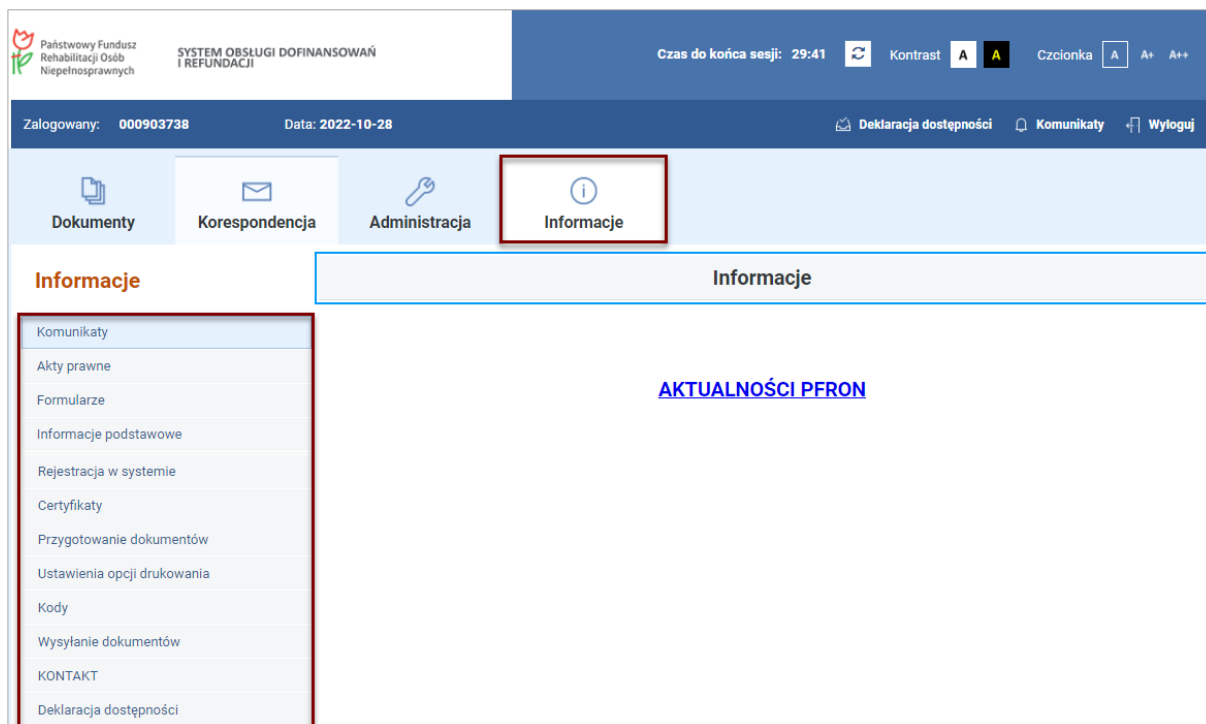 Państwowy Fundusz
Rehabilitacji Osób
Niepełnosprawnych
SYSTEM OBSŁUGI DOFINANSOWAŃ
I REFUNDACJI
Czas do końca sesji: 29:41 Kontrast A A Czcionka A A+ A++
Zalogowany: 000903738 Data: 2022-10-28 Deklaracja dostępności Komunikaty Wyloguj
Dokumenty Korespondencja Administracja Informacje
Informacje
Informacje
Komunikaty
Akty prawne
Formularze
Informacje podstawowe
Rejestracja w systemie
Certyfikaty
Przygotowanie dokumentów
Ustawienia opcji drukowania
Kody
Wysyłanie dokumentów
KONTAKT
Deklaracja dostępności
AKTUALNOŚCI PFRON